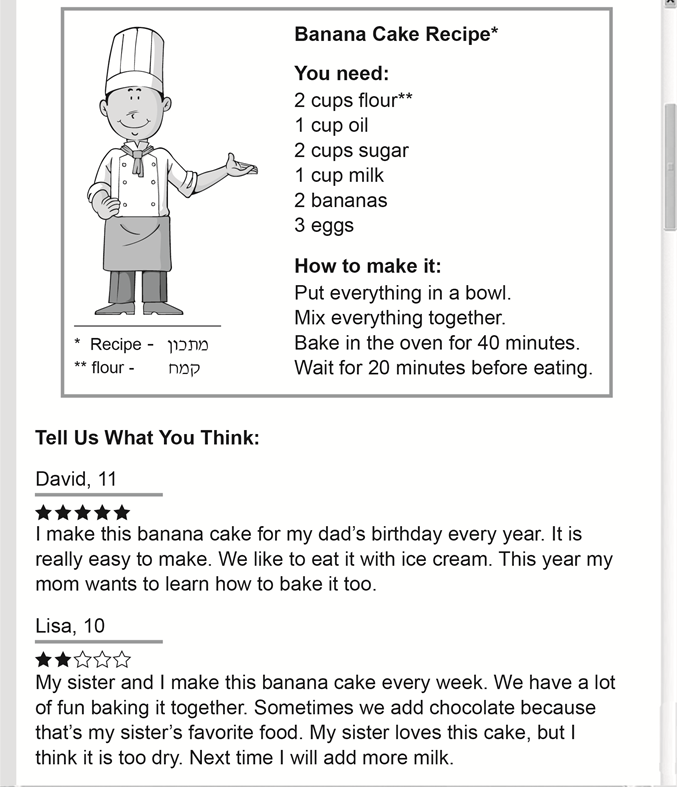 Banana Cake Recipe*
You need:
2 cups flour**
1 cup oil
2 cups sugar
1 cup milk
2 bananas
3 eggs
How to make it:
Put everything in a bowl.
Mix everything together.
Bake in the oven for 40 minutes.
Wait for 20 minutes before eating.
* Recipe - מתכון
** flour - קמח
Tell Us What You Think:
David, 11
★★★★★
I make this banana cake for my dad’s birthday every year. It is
really easy to make. We like to eat it with ice cream. This year my
mom wants to learn how to bake it too.
Lisa, 10
★★☆☆☆
My sister and I make this banana cake every week. We have a lot
of fun baking it together. Sometimes we add chocolate because
that’s my sister’s favorite food. My sister loves this cake, but I
think it is too dry. Next time I will add more milk.